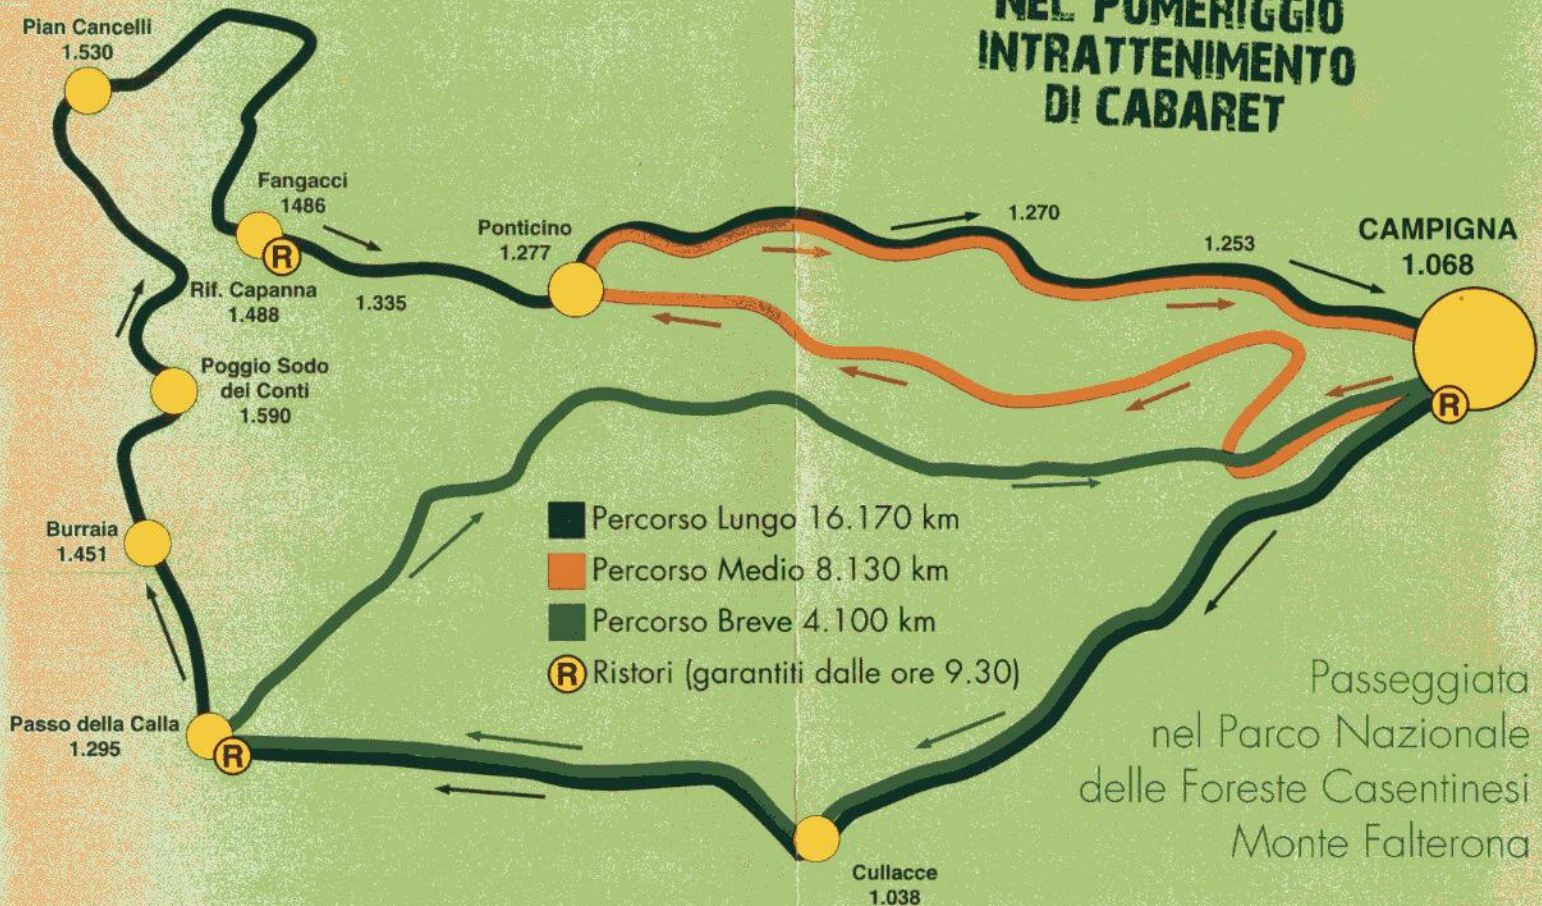 NEL POMERIGGIO
INTRATTENIMENTO
DI CABARET
Pian Cancelli
1.530
Fangacci
1486
Ponticino
1.277
1.270
1.253
CAMPIGNA
1.068
R
Rif. Capanna
1.488
1.335
Poggio Sodo
dei Conti
1.590
R
Burraia
1.451
Percorso Lungo 16.170 km
Percorso Medio 8.130 km
Percorso Breve 4.100 km
R Ristori (garantiti dalle ore 9.30)
Passo della Calla
1.295
R
Passeggiata
nel Parco Nazionale
delle Foreste Casentinesi
Monte Falterona
Cullacce
1.038